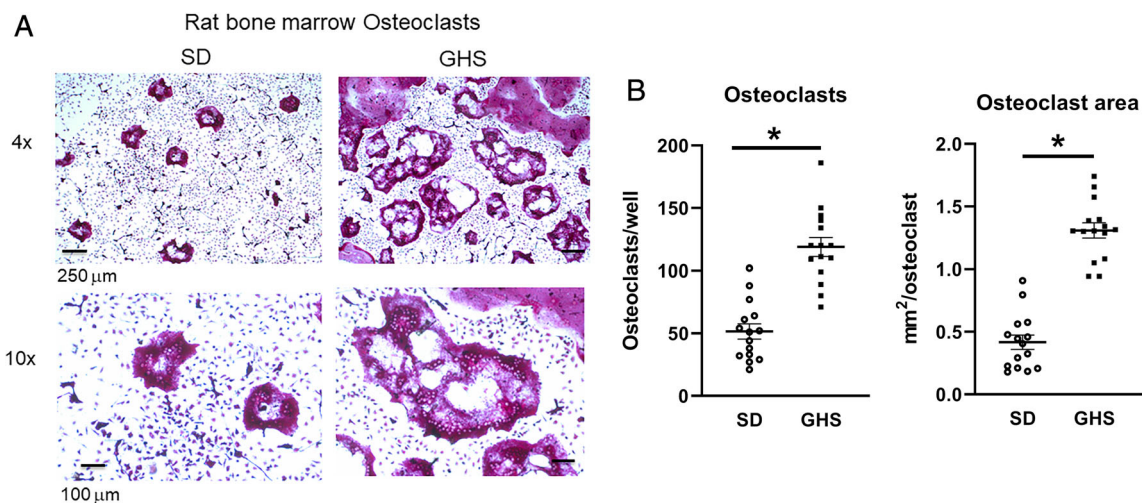 A
Rat bone marrow Osteoclasts
SD
GHS
4x
250 μm
10x
100 μm
B
Osteoclasts
*
Osteoclasts/well
200
150
100
50
0
SD
GHS
Osteoclast area
*
mm²/osteoclast
2.0
1.5
1.0
0.5
0.0
SD
GHS